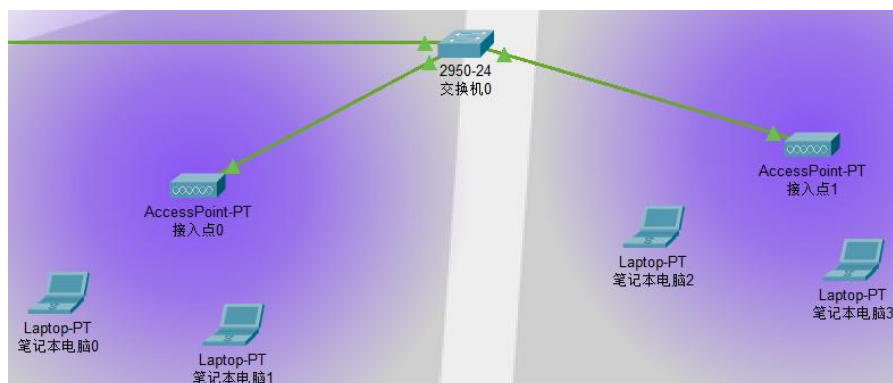 2950-24
交换机0
AccessPoint-PT
接入点0
AccessPoint-PT
接入点1
Laptop-PT
笔记本电脑0
Laptop-PT
笔记本电脑1
Laptop-PT
笔记本电脑2
Laptop-PT
笔记本电脑3